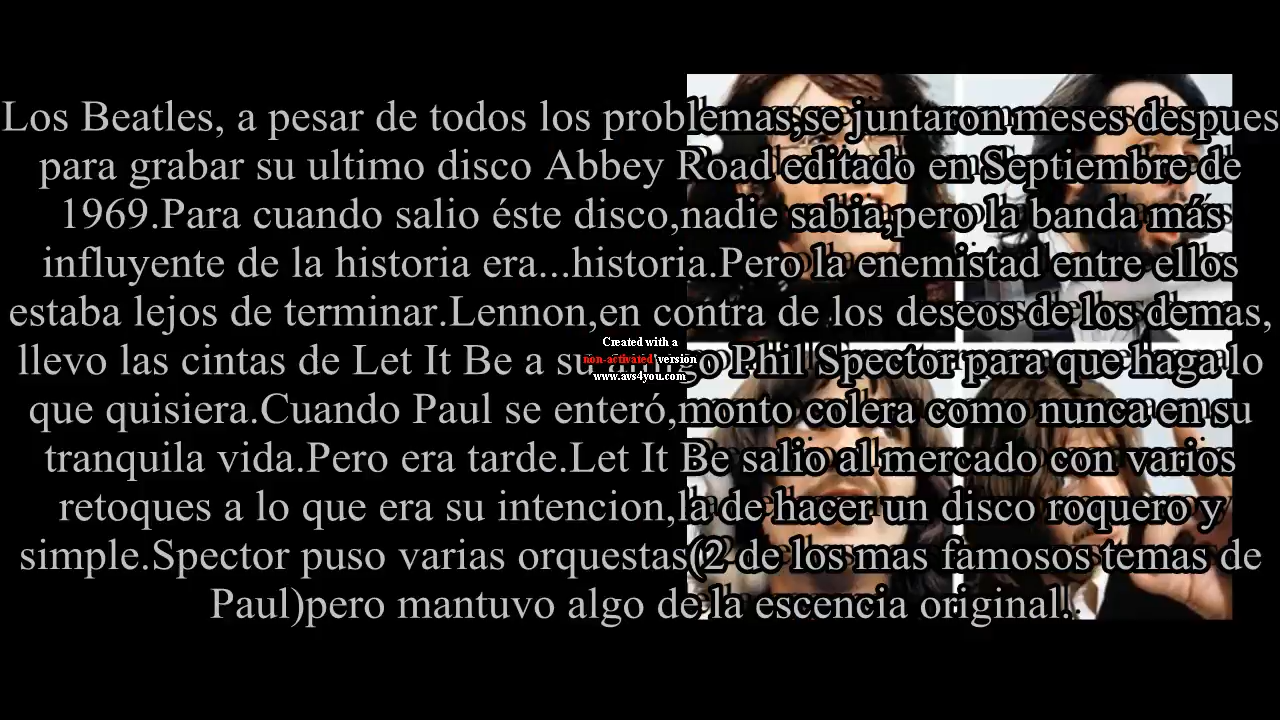 Los Beatles, a pesar de todos los problemas,se juntaron meses despues
para grabar su ultimo disco Abbey Road editado en Septiembre de
1969.Para cuando salio éste disco,nadie sabia,pero la banda más
influyente de la historia era...historia.Pero la enemistad entre ellos
estaba lejos de terminar.Lennon,en contra de los deseos de los demas,
llevo las cintas de Let It Be a su amigo Phil Spector para que haga lo
que quisiera.Cuando Paul se enteró,monto colera como nunca en su
tranquila vida.Pero era tarde.Let It Be salio al mercado con varios
retoques a lo que era su intencion,la de hacer un disco roquero y
simple.Spector puso varias orquestas(2 de los mas famosos temas de
Paul)pero mantuvo algo de la escencia original..
Created with a
non-activated version
www.avs4you.com